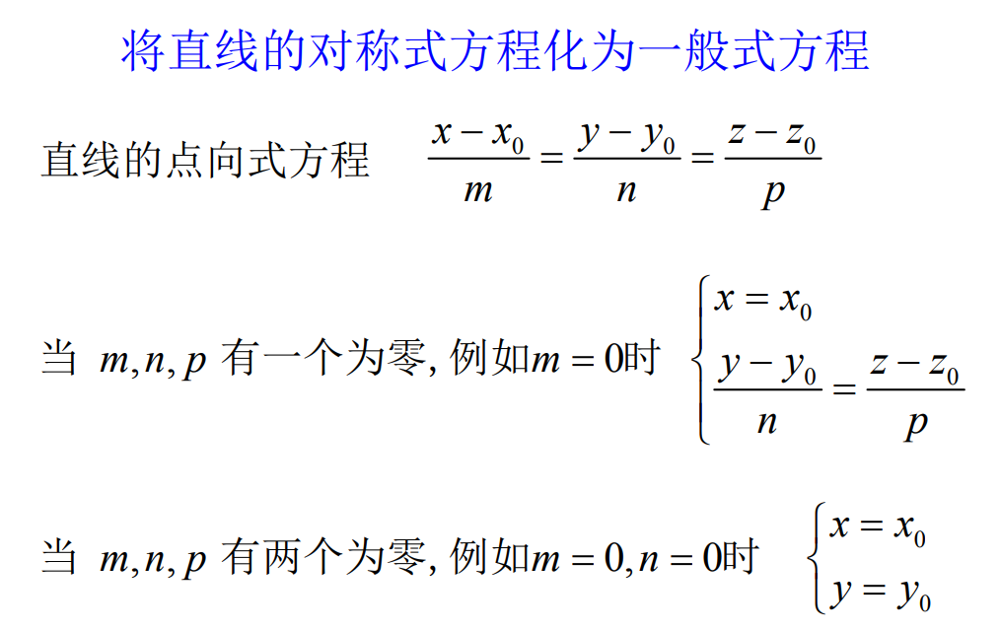 将直线的对称式方程化为一般式方程
直线的点向式方程 \frac{x-x_0}{m}=\frac{y-y_0}{n}=\frac{z-z_0}{p}
当 m,n,p 有一个为零,例如m=0时 \begin{cases} x=x_0 \\ \frac{y-y_0}{n}=\frac{z-z_0}{p} \end{cases}
当 m,n,p 有两个为零,例如m=0,n=0时 \begin{cases} x=x_0 \\ y=y_0 \end{cases}